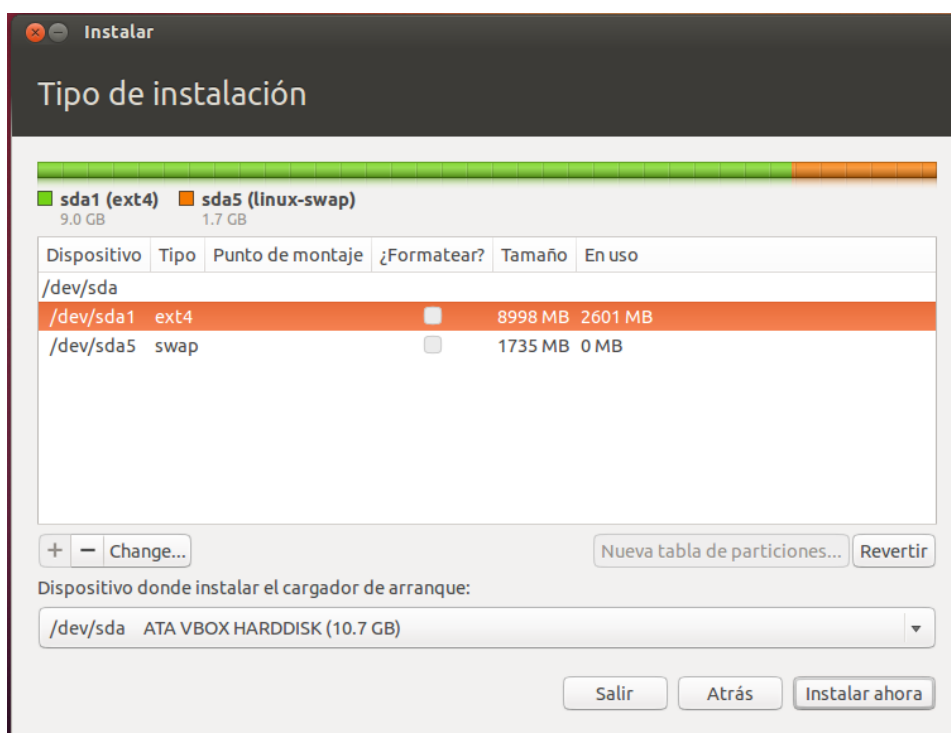 Instalar
Tipo de instalación
sda1 (ext4) sda5 (linux-swap)
9.0 GB 1.7 GB
Dispositivo Tipo Punto de montaje ¿Formatear? Tamaño En uso
/dev/sda
/dev/sda1 ext4 8998 MB 2601 MB
/dev/sda5 swap 1735 MB 0 MB
+ − Change... Nueva tabla de particiones... Revertir
Dispositivo donde instalar el cargador de arranque:
/dev/sda ATA VBOX HARDDISK (10.7 GB)
Salir Atrás Instalar ahora